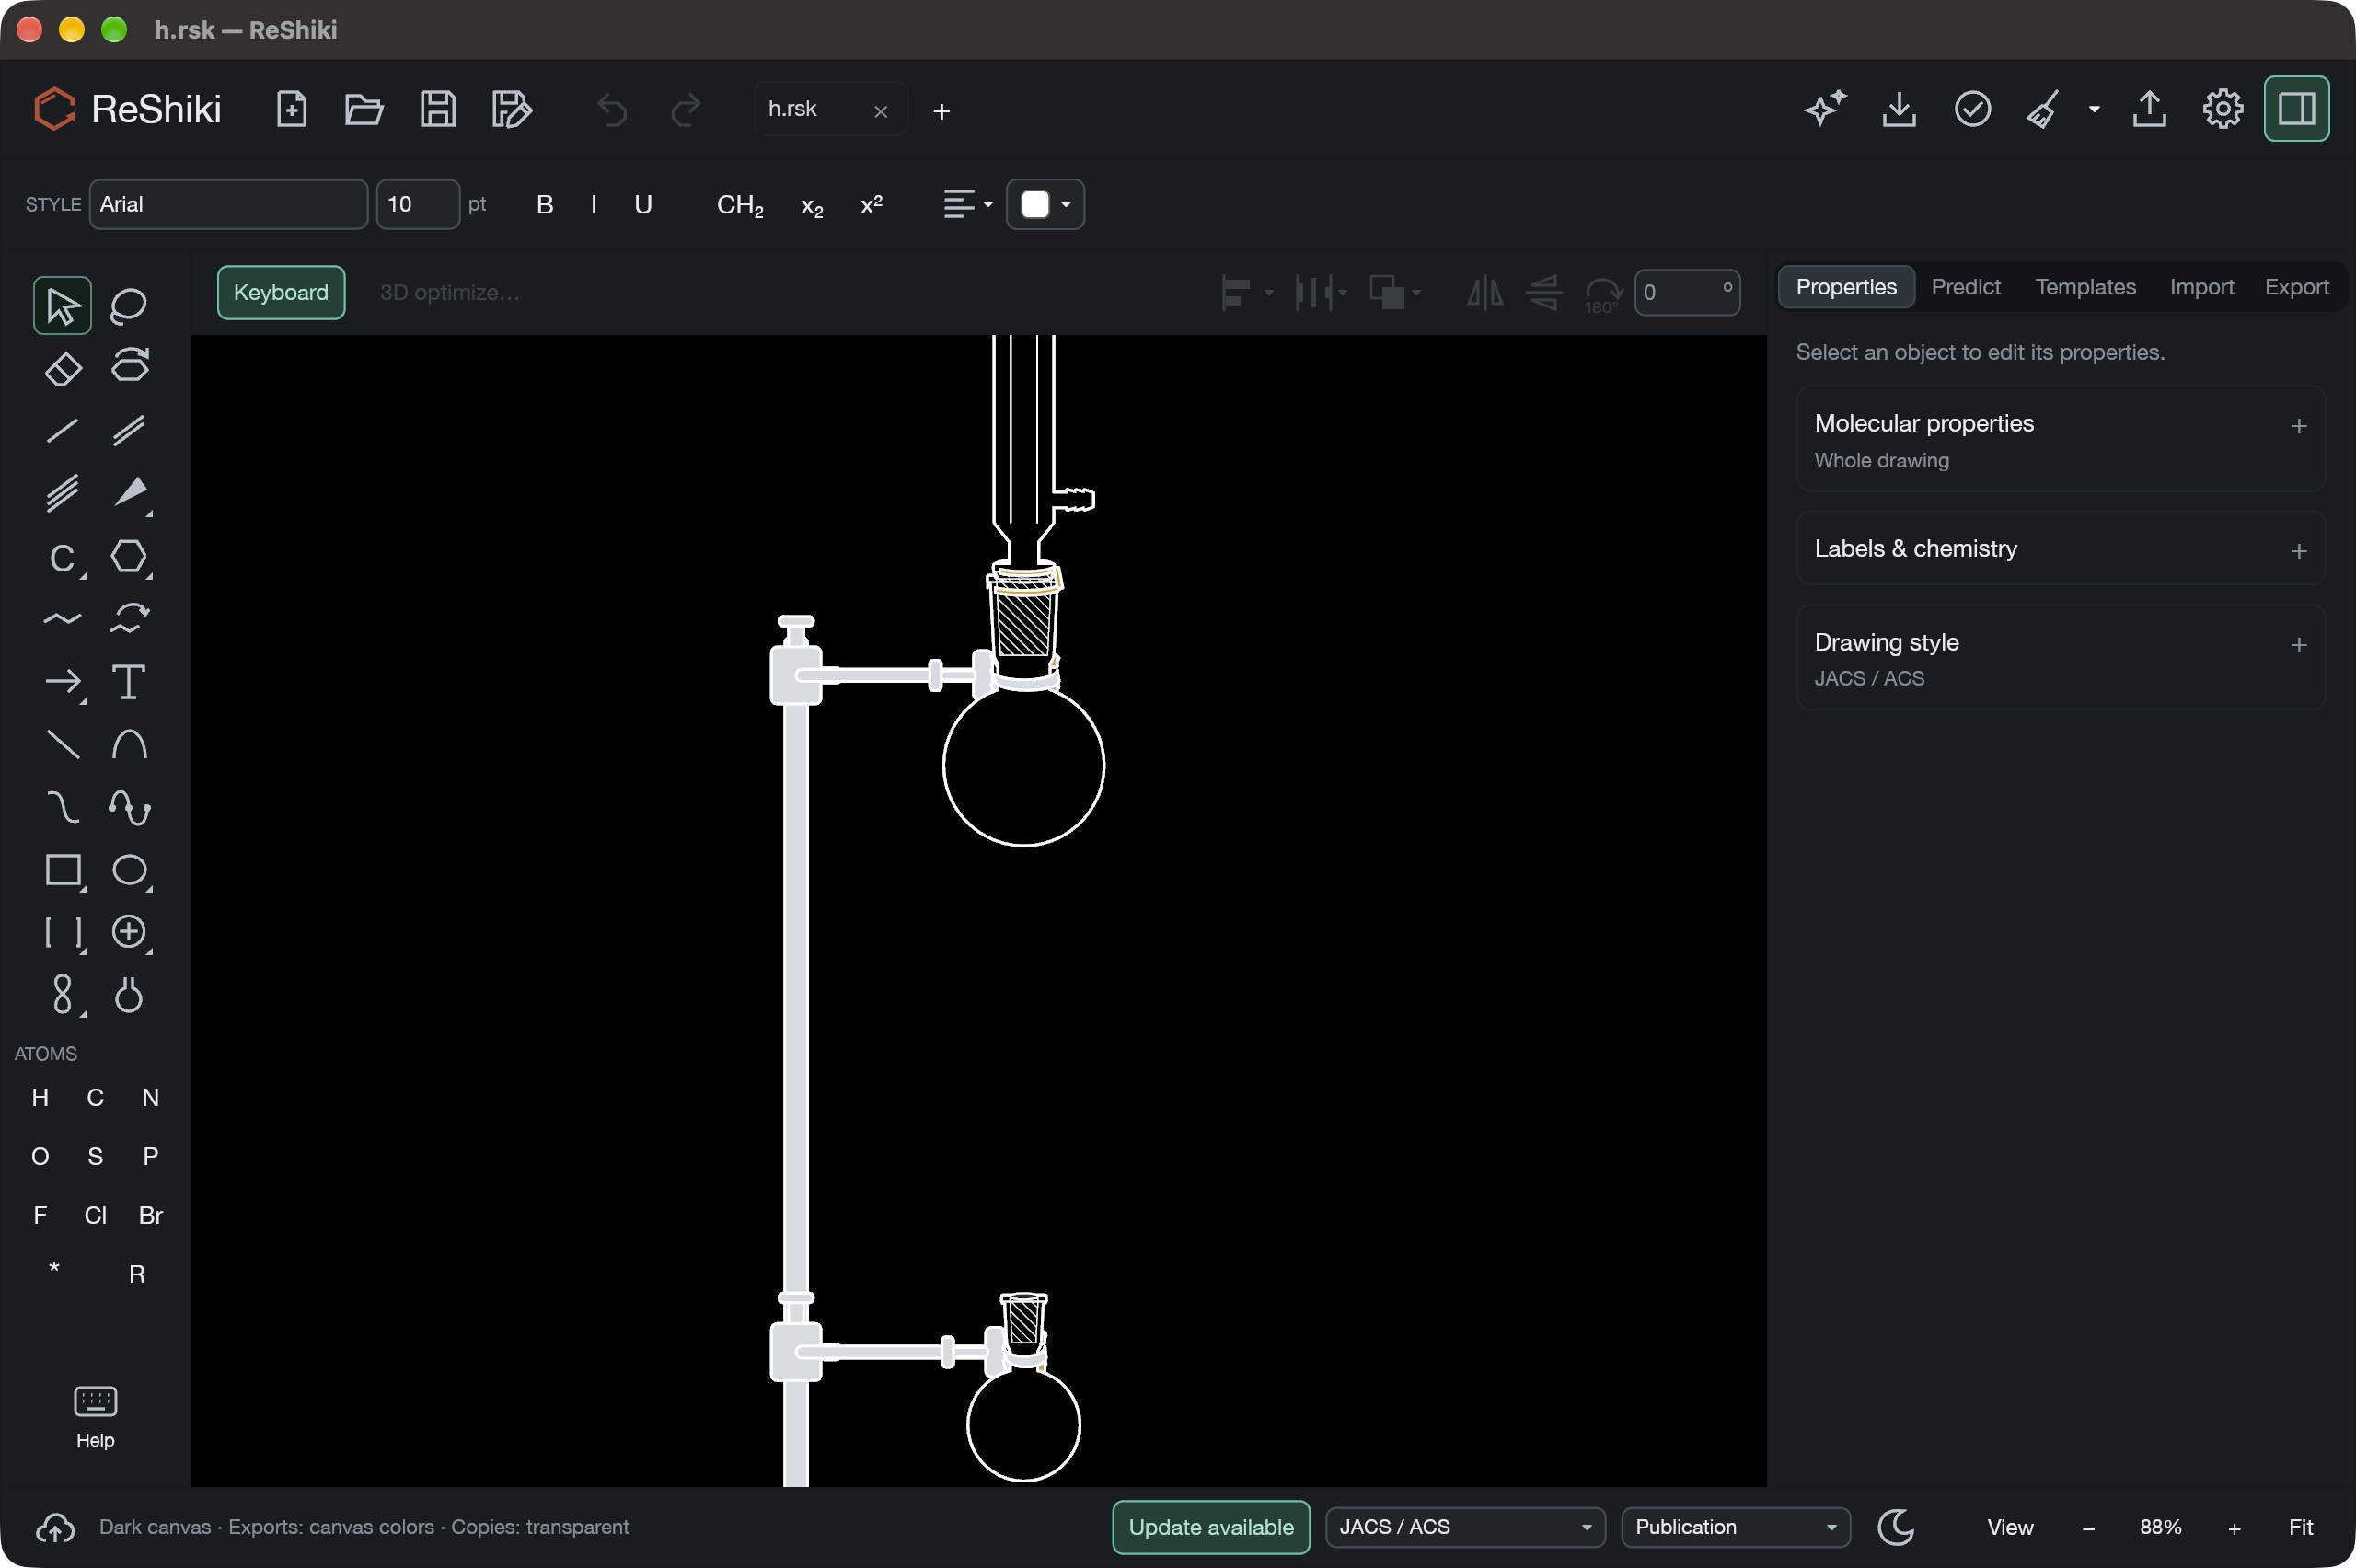 h.rsk — ReShiki
ReShiki
h.rsk
STYLE Arial 10 pt B I U CH₂ x₂ x²
Keyboard 3D optimize...
180°
0 °
Properties Predict Templates Import Export
Select an object to edit its properties.
Molecular properties
Whole drawing
Labels & chemistry
Drawing style
JACS / ACS
C
T
ATOMS
H C N
O S P
F Cl Br
* R
Help
Dark canvas · Exports: canvas colors · Copies: transparent
Update available
JACS / ACS
Publication
View − 88% + Fit